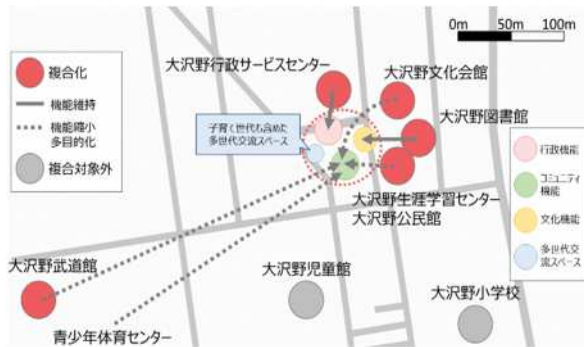 0m 50m 100m
複合化
機能維持
機能縮小
多目的化
複合対象外
大沢野行政サービスセンター
大沢野文化会館
大沢野図書館
子育て世代も含めた
多世代交流スペース
大沢野生涯学習センター
大沢野公民館
行政機能
コミュニティ
機能
文化機能
多世代交
流スペース
大沢野武道館
大沢野児童館
大沢野小学校
青少年体育センター